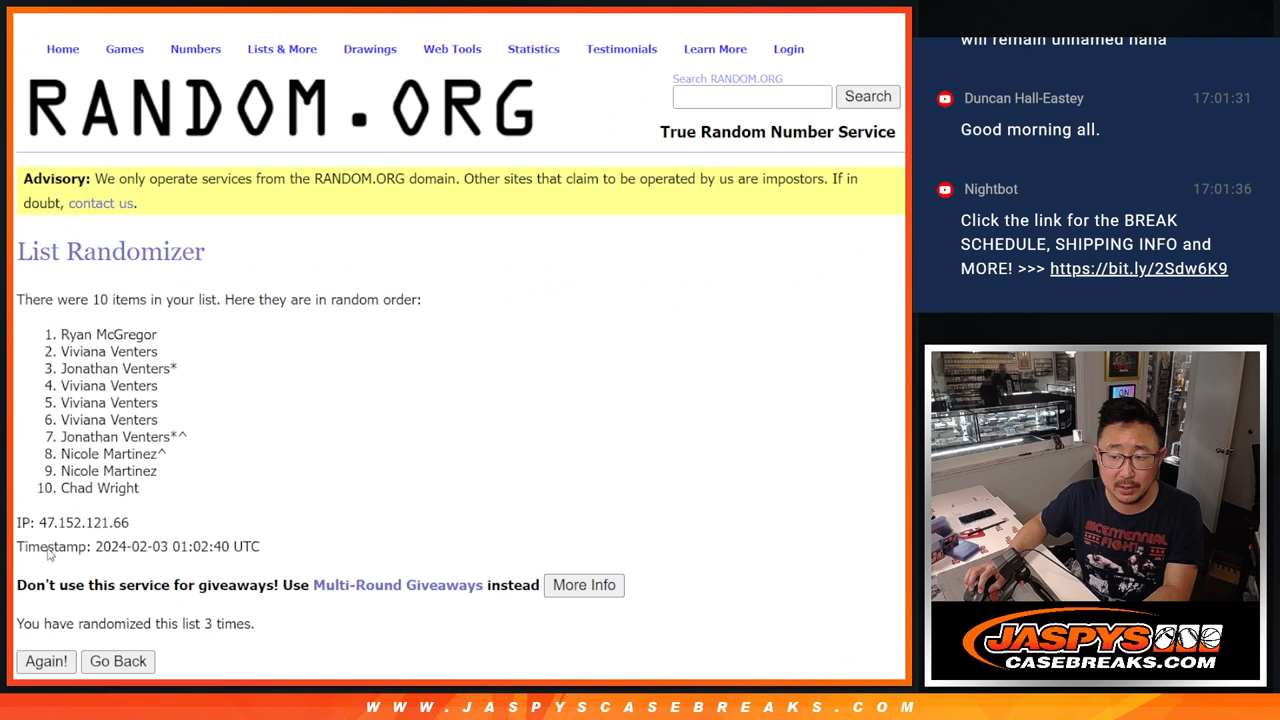 Home Games Numbers Lists & More Drawings Web Tools Statistics Testimonials Learn More Login
RANDOM.ORG
Search RANDOM.ORG
Search
True Random Number Service
Advisory: We only operate services from the RANDOM.ORG domain. Other sites that claim to be operated by us are impostors. If in
doubt, contact us.
List Randomizer
There were 10 items in your list. Here they are in random order:
1. Ryan McGregor
2. Viviana Venters
3. Jonathan Venters*
4. Viviana Venters
5. Viviana Venters
6. Viviana Venters
7. Jonathan Venters*^
8. Nicole Martinez^
9. Nicole Martinez
10. Chad Wright
IP: 47.152.121.66
Timestamp: 2024-02-03 01:02:40 UTC
Don't use this service for giveaways! Use Multi-Round Giveaways instead More Info
You have randomized this list 3 times.
Again! Go Back
will remain unnamed haha
Duncan Hall-Eastey 17:01:31
Good morning all.
Nightbot 17:01:36
Click the link for the BREAK
SCHEDULE, SHIPPING INFO and
MORE! >>> https://bit.ly/2Sdw6K9
BICENTENNIAL
FIGHT
JASPYS
CASEBREAKS.COM
WWW.JASPYSCASEBREAKS.COM